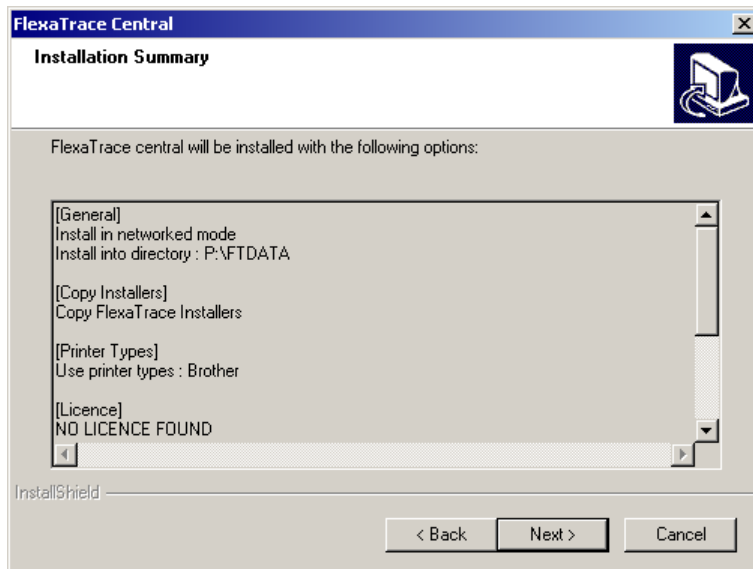 FlexaTrace Central
Installation Summary
FlexaTrace central will be installed with the following options:
[General]
Install in networked mode
Install into directory : P:\FTDATA
[Copy Installers]
Copy FlexaTrace Installers
[Printer Types]
Use printer types : Brother
[Licence]
NO LICENCE FOUND
InstallShield
< Back
Next >
Cancel